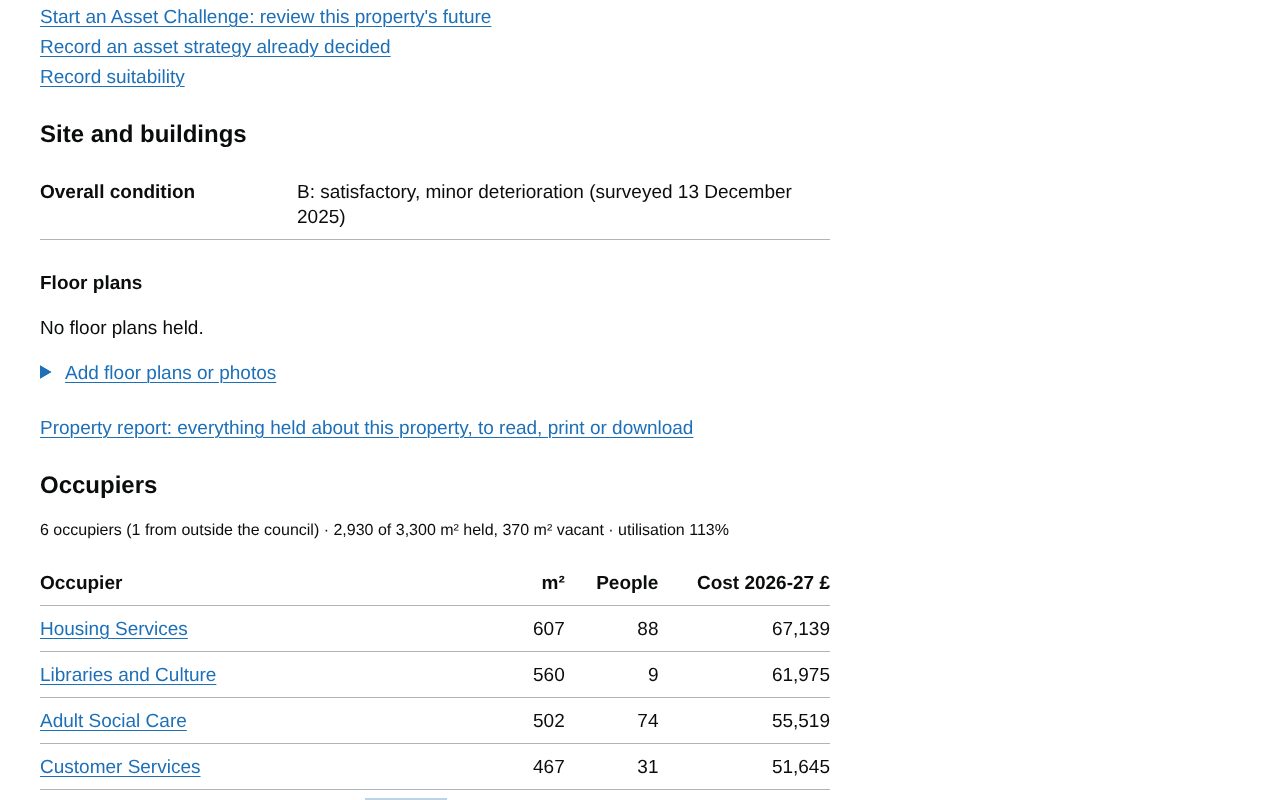 Start an Asset Challenge: review this property's future
Record an asset strategy already decided
Record suitability
Site and buildings
Overall condition B: satisfactory, minor deterioration (surveyed 13 December
2025)
Floor plans
No floor plans held.
Add floor plans or photos
Property report: everything held about this property, to read, print or download
Occupiers
6 occupiers (1 from outside the council) · 2,930 of 3,300 m² held, 370 m² vacant · utilisation 113%
Occupier m² People Cost 2026-27 £
Housing Services 607 88 67,139
Libraries and Culture 560 9 61,975
Adult Social Care 502 74 55,519
Customer Services 467 31 51,645